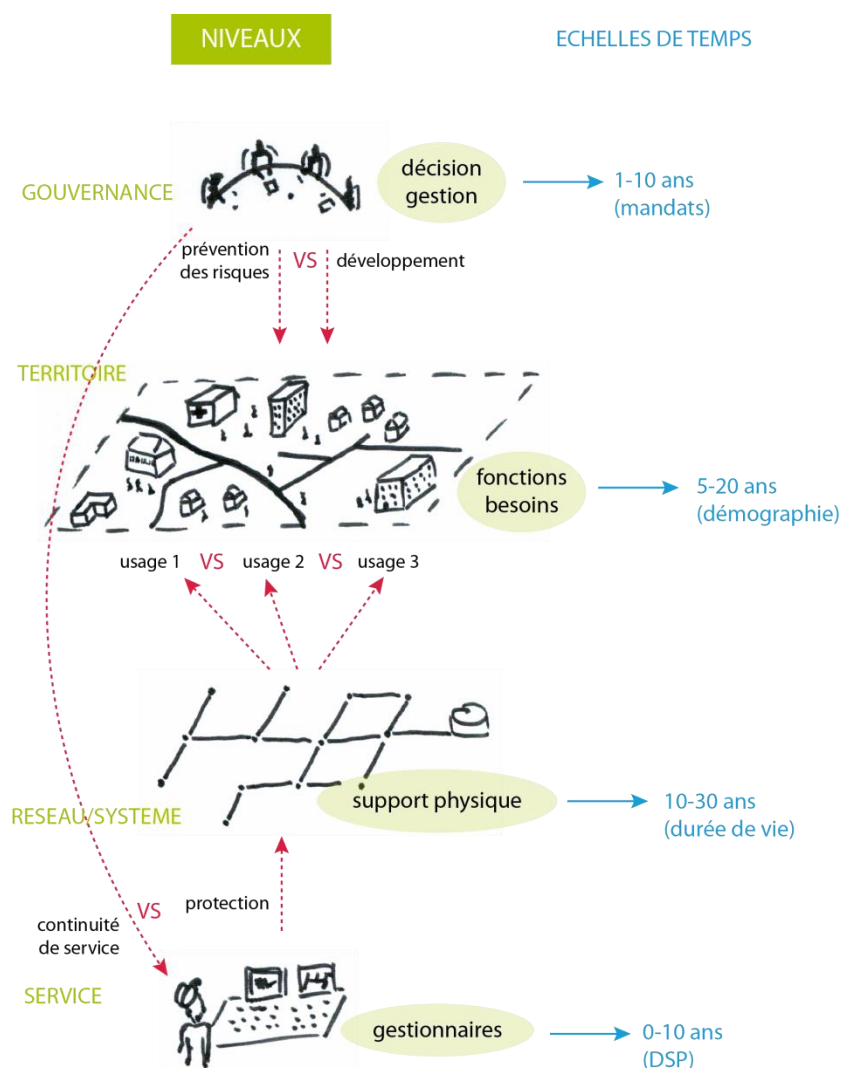 NIVEAUX
ECHELLES DE TEMPS
GOUVERNANCE
décision
gestion
1-10 ans
(mandats)
prévention
des risques
VS
développement
TERRITOIRE
fonctions
besoins
5-20 ans
(démographie)
usage 1 VS usage 2 VS usage 3
RESEAU/SYSTEME
support physique
10-30 ans
(durée de vie)
continuité
de service
VS
protection
SERVICE
gestionnaires
0-10 ans
(DSP)